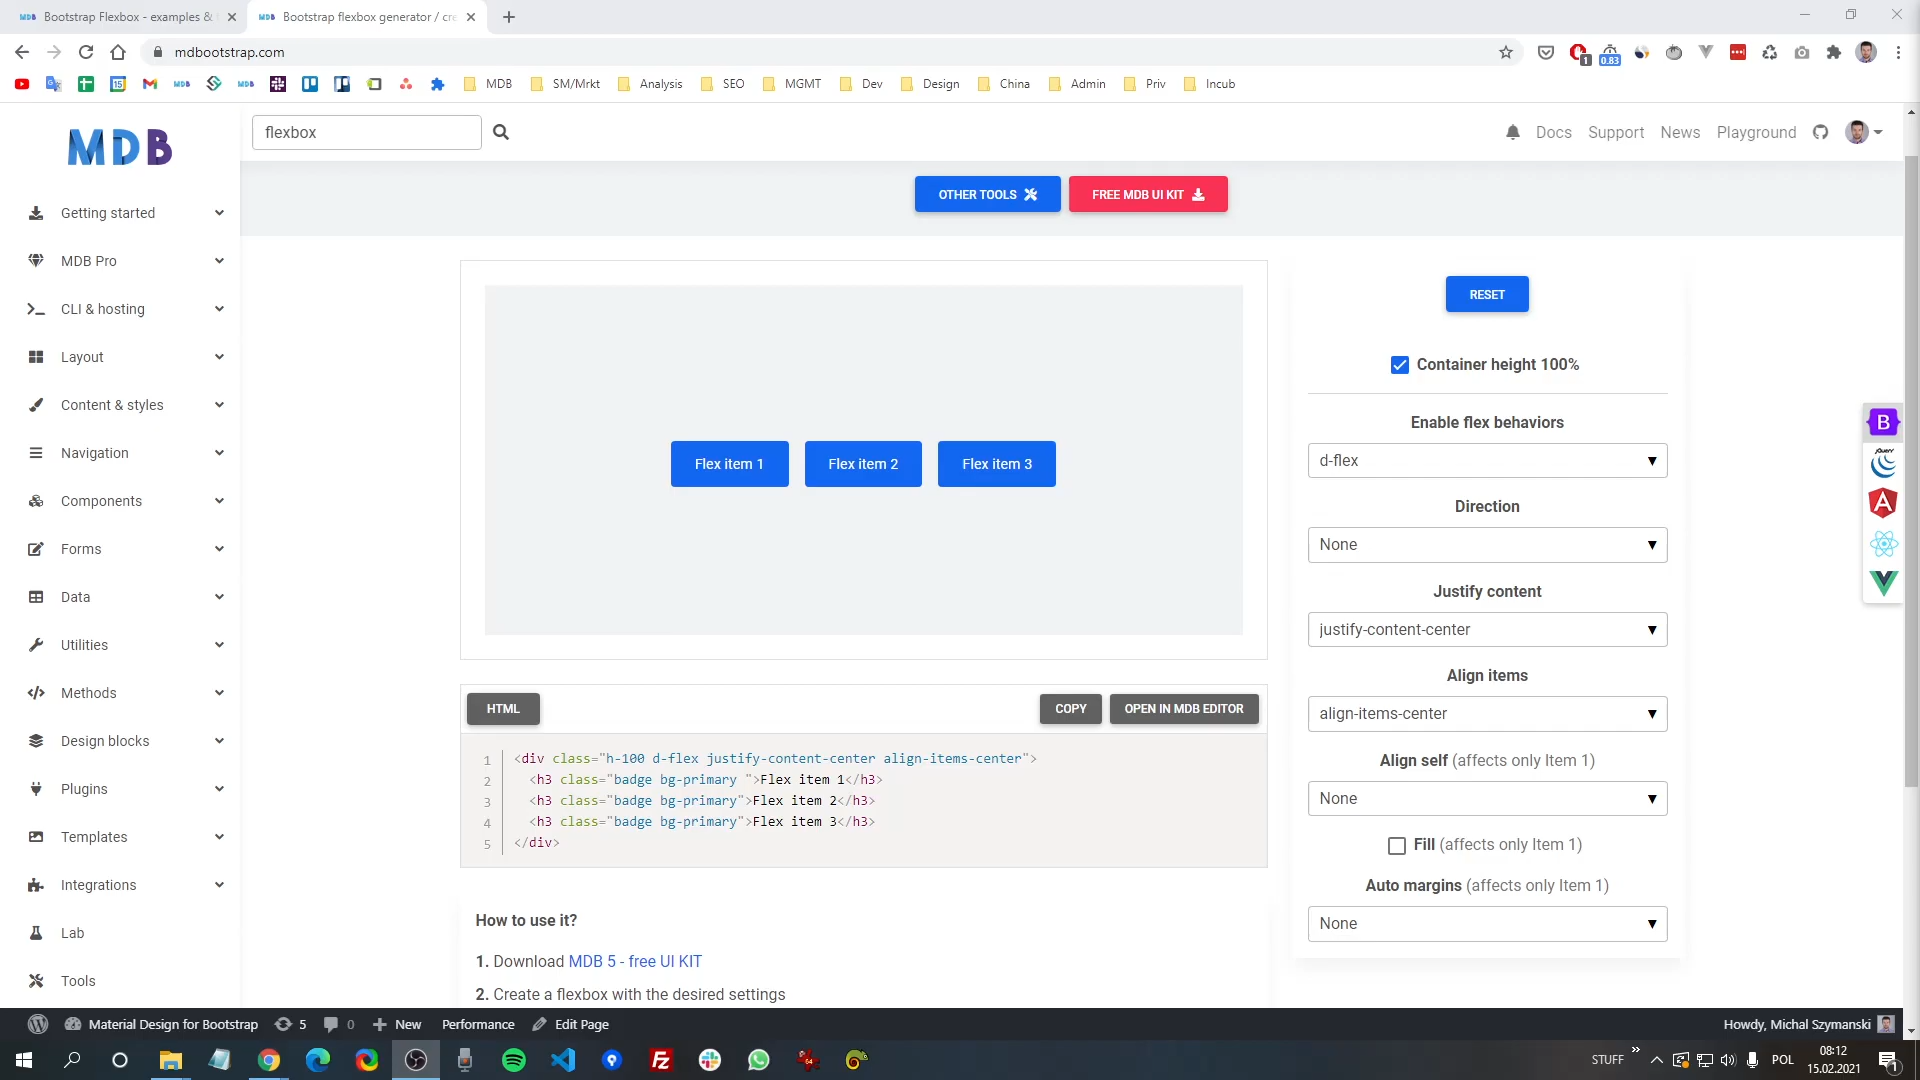 Bootstrap Flexbox - examples &
Bootstrap flexbox generator / cre
mdbootstrap.com
1
0.83
15
MDB
SM/Mrkt
Analysis
SEO
MGMT
Dev
Design
China
Admin
Priv
Incub
MDB
flexbox
Docs
Support
News
Playground
OTHER TOOLS
FREE MDB UI KIT
Getting started
MDB Pro
CLI & hosting
Layout
Content & styles
Navigation
Components
Forms
Data
Utilities
Methods
Design blocks
Plugins
Templates
Integrations
Lab
Tools
Flex item 1
Flex item 2
Flex item 3
HTML
COPY
OPEN IN MDB EDITOR
1 <div class="h-100 d-flex justify-content-center align-items-center">
2 <h3 class="badge bg-primary ">Flex item 1</h3>
3 <h3 class="badge bg-primary">Flex item 2</h3>
4 <h3 class="badge bg-primary">Flex item 3</h3>
5 </div>
How to use it?
1. Download MDB 5 - free UI KIT
2. Create a flexbox with the desired settings
RESET
Container height 100%
Enable flex behaviors
d-flex
Direction
None
Justify content
justify-content-center
Align items
align-items-center
Align self (affects only Item 1)
None
Fill (affects only Item 1)
Auto margins (affects only Item 1)
None
B
jQuery
A
Material Design for Bootstrap
5
0
New
Performance
Edit Page
Howdy, Michal Szymanski
STUFF
POL
08:12
15.02.2021
1